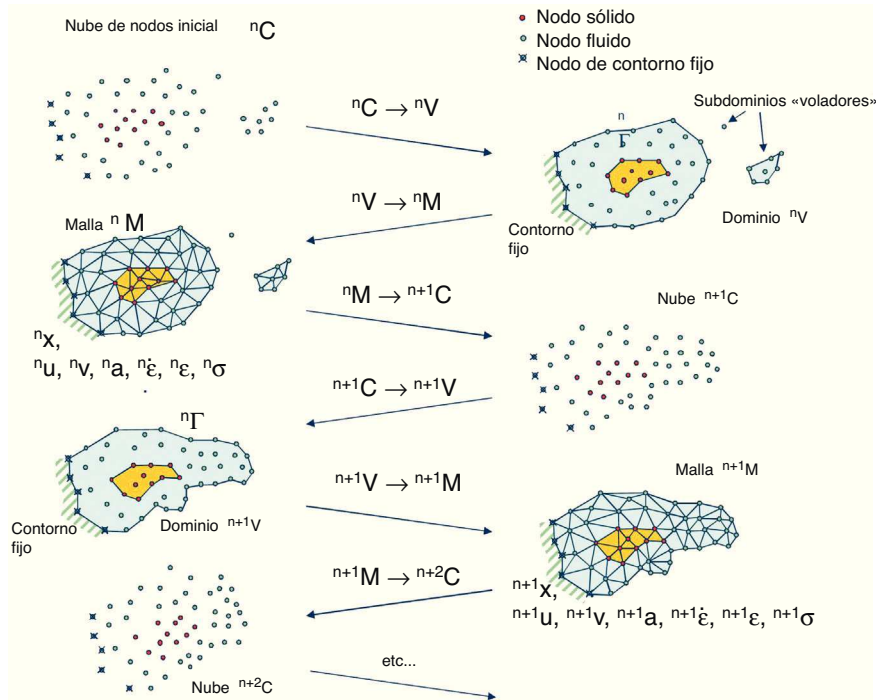 Nube de nodos inicial ⁿC
Nodo sólido
Nodo fluido
Nodo de contorno fijo
ⁿC → ⁿV
Subdominios «voladores»
n
Γ
Contorno
fijo
Dominio ⁿV
ⁿV → ⁿM
Malla ⁿ M
ⁿx,
ⁿu, ⁿv, ⁿa, ⁿε̇, ⁿε, ⁿσ
ⁿM → ⁿ⁺¹C
Nube ⁿ⁺¹C
ⁿ⁺¹C → ⁿ⁺¹V
ⁿΓ
Contorno
fijo
Dominio ⁿ⁺¹V
ⁿ⁺¹V → ⁿ⁺¹M
Malla ⁿ⁺¹M
ⁿ⁺¹x,
ⁿ⁺¹u, ⁿ⁺¹v, ⁿ⁺¹a, ⁿ⁺¹ε̇, ⁿ⁺¹ε, ⁿ⁺¹σ
ⁿ⁺¹M → ⁿ⁺²C
Nube ⁿ⁺²C
etc...